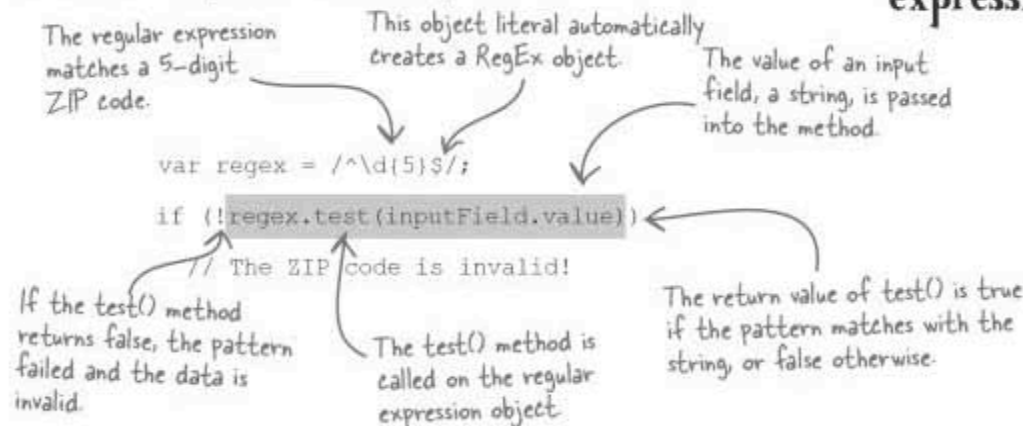 expressi
The regular expression
matches a 5-digit
ZIP code.
This object literal automatically
creates a RegEx object.
The value of an input
field, a string, is passed
into the method.
var regex = /^\d{5}$/;
if (!regex.test(inputField.value))
// The ZIP code is invalid!
If the test() method
returns false, the pattern
failed and the data is
invalid.
The test() method is
called on the regular
expression object
The return value of test() is true
if the pattern matches with the
string, or false otherwise.